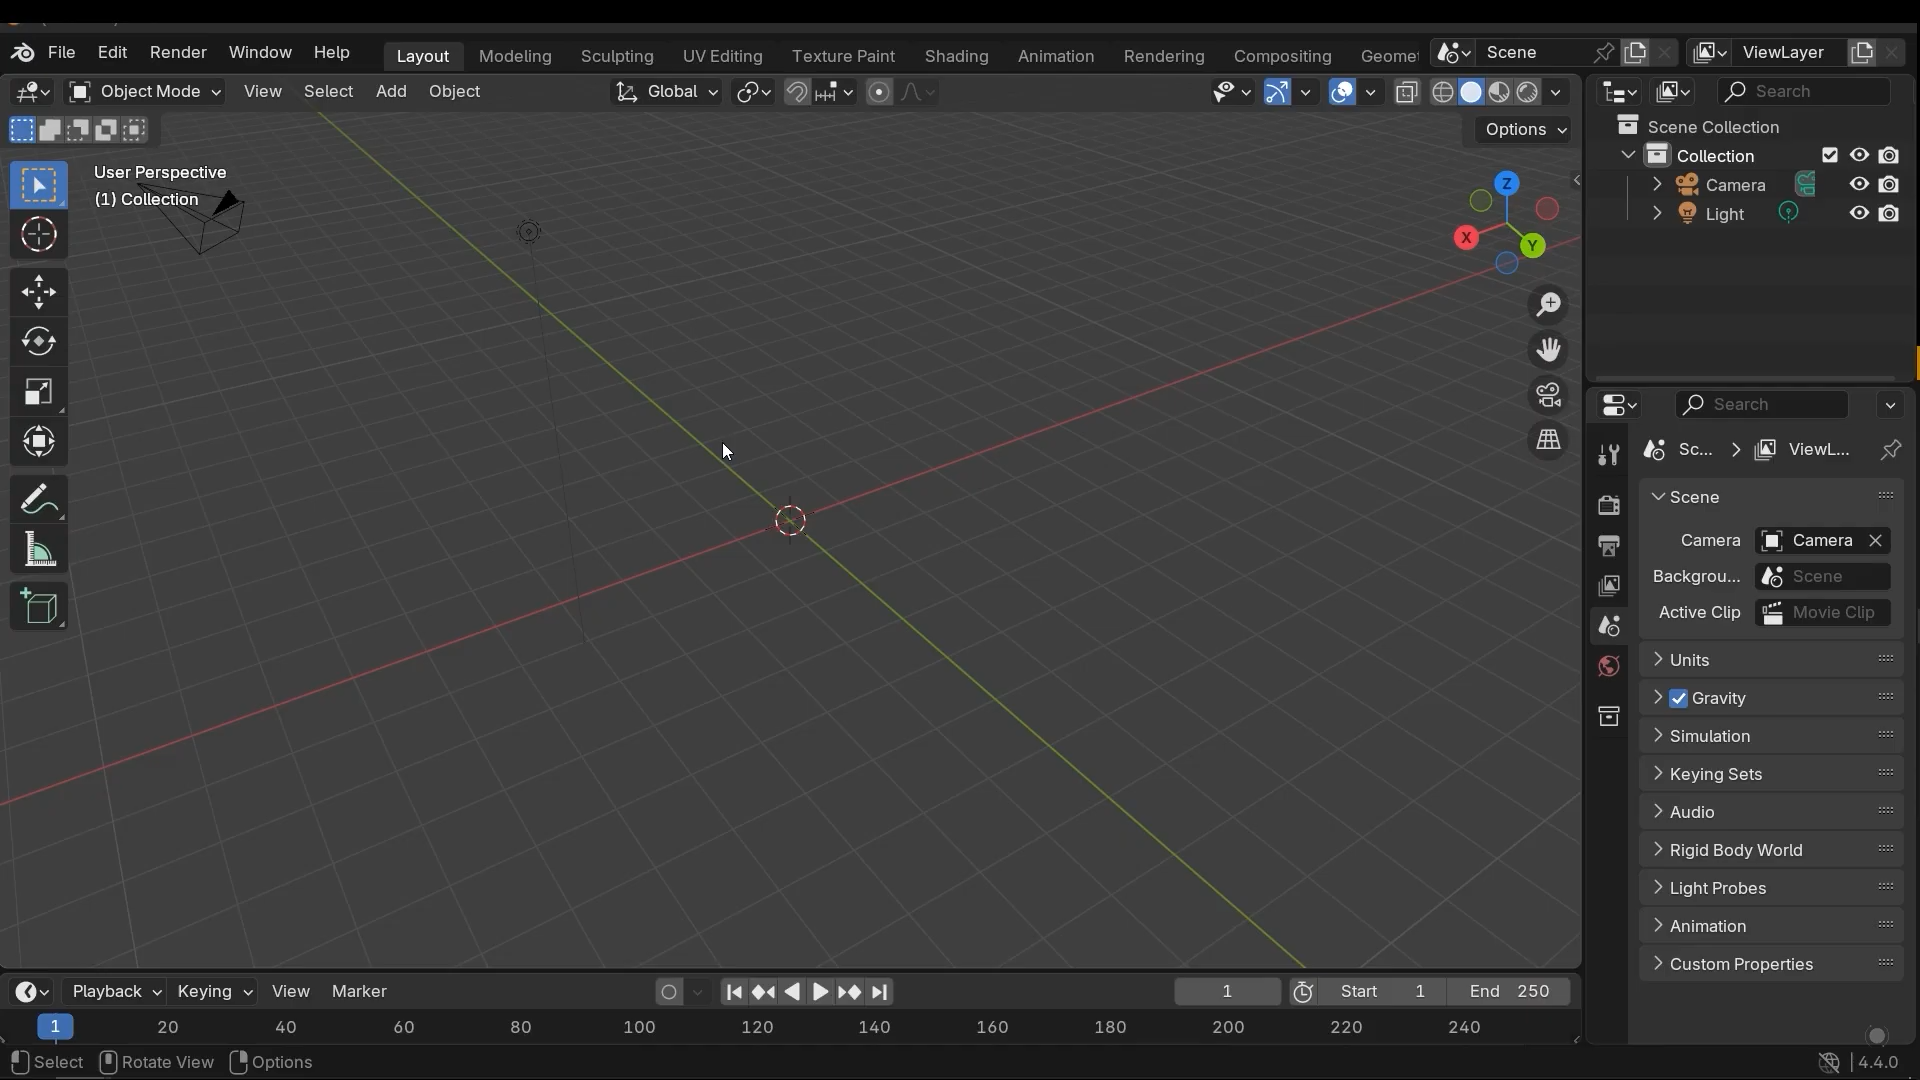 File Edit Render Window Help Layout Modeling Sculpting UV Editing Texture Paint Shading Animation Rendering Compositing Geomet Scene ViewLayer
Object Mode View Select Add Object Global Search
Options
User Perspective
(1) Collection
Z
X
Y
Scene Collection
Collection
Camera
Light
Search
Sc... ViewL...
Scene
Camera Camera
Backgrou... Scene
Active Clip Movie Clip
Units
Gravity
Simulation
Keying Sets
Audio
Rigid Body World
Light Probes
Animation
Custom Properties
Playback Keying View Marker 1 Start 1 End 250
1 20 40 60 80 100 120 140 160 180 200 220 240
Select Rotate View Options 4.4.0